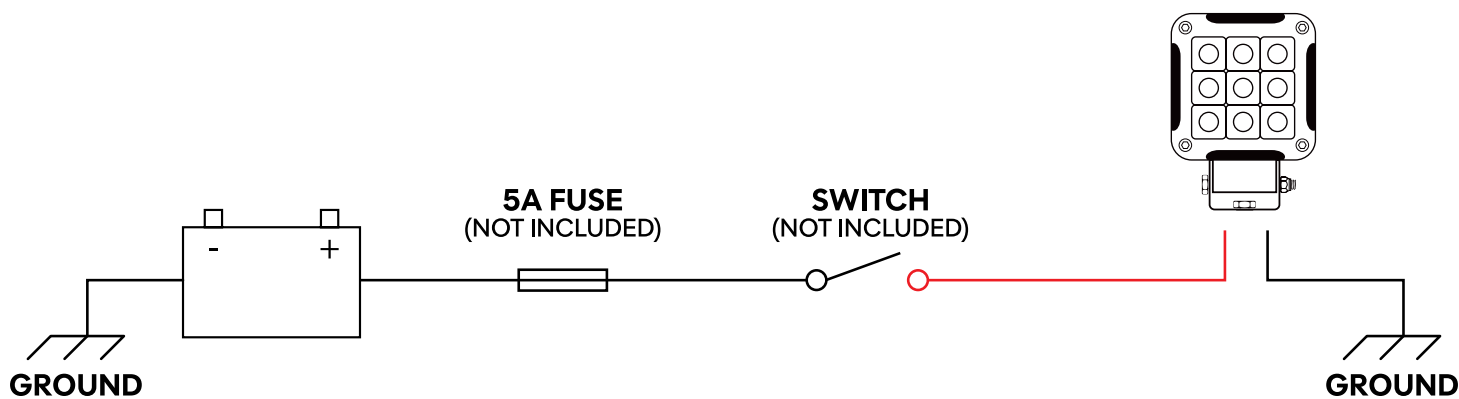 5A FUSE
(NOT INCLUDED)
SWITCH
(NOT INCLUDED)
- +
GROUND
GROUND